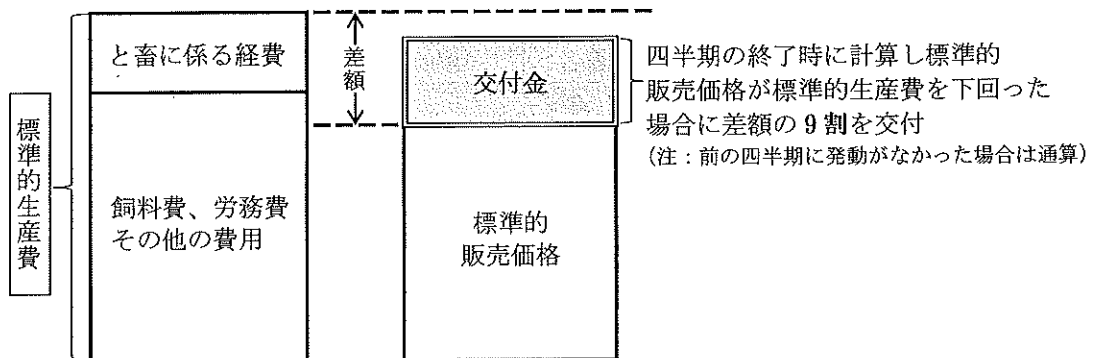 と畜に係る経費
標準的生産費
飼料費、労務費
その他の費用
差額
交付金
標準的
販売価格
四半期の終了時に計算し標準的
販売価格が標準的生産費を下回った
場合に差額の9割を交付
(注:前の四半期に発動がなかった場合は通算)